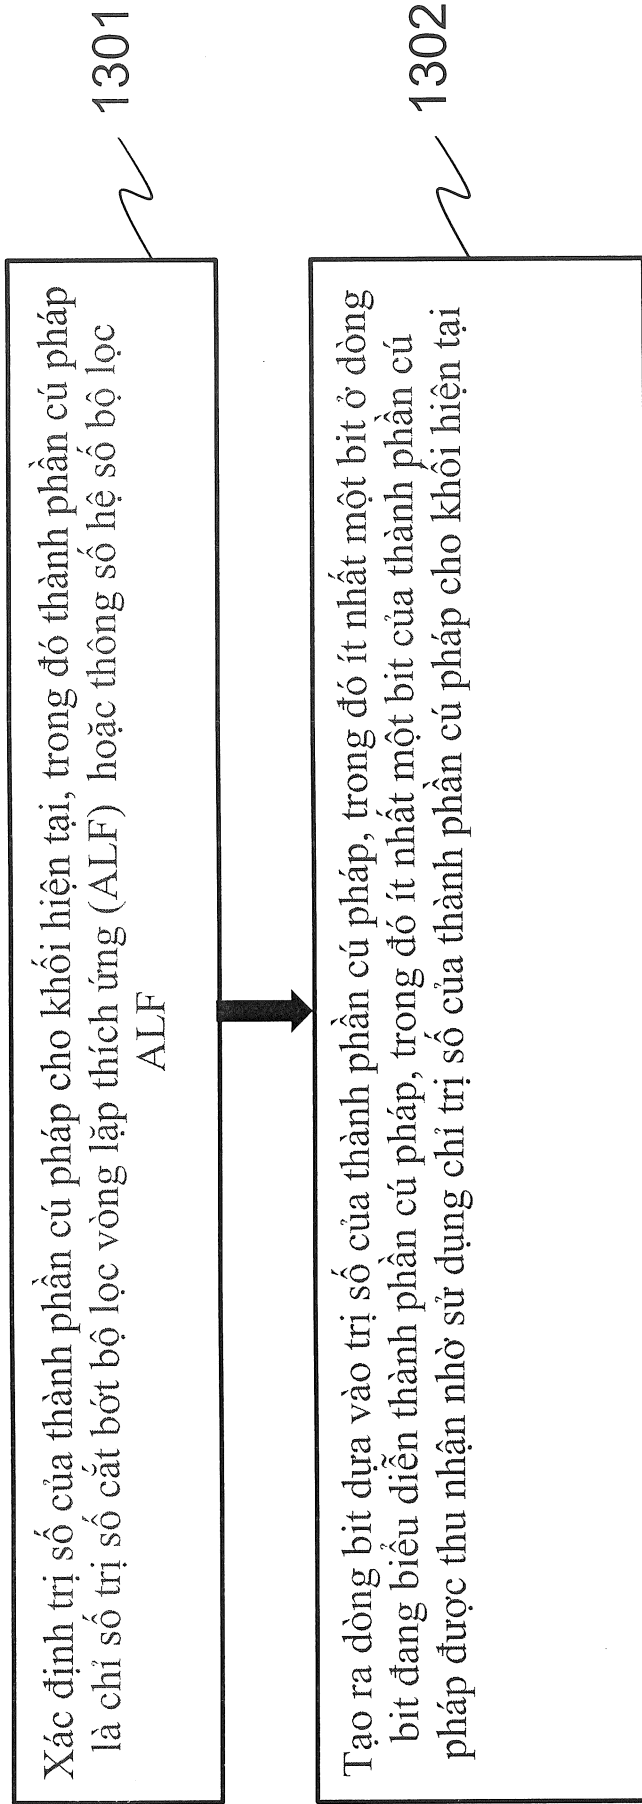 Xác định trị số của thành phần cú pháp cho khối hiện tại, trong đó thành phần cú pháp
là chỉ số trị số cắt bớt bộ lọc vòng lặp thích ứng (ALF) hoặc thông số hệ số bộ lọc
ALF
1301
Tạo ra dòng bit dựa vào trị số của thành phần cú pháp, trong đó ít nhất một bit ở dòng
bit đang biểu diễn thành phần cú pháp, trong đó ít nhất một bit của thành phần cú
pháp được thu nhận nhờ sử dụng chỉ trị số của thành phần cú pháp cho khối hiện tại
1302